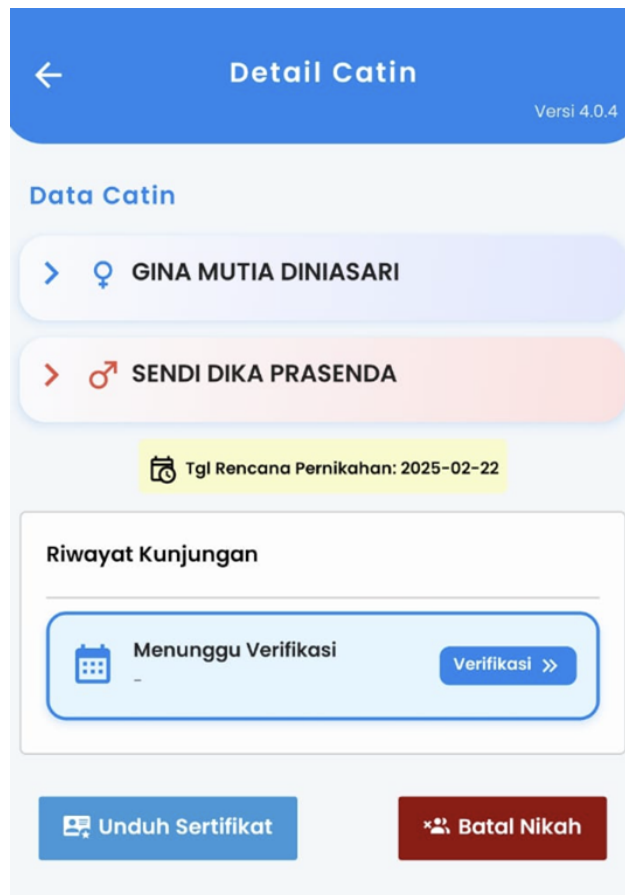 Detail Catin
Versi 4.0.4
Data Catin
GINA MUTIA DINIASARI
SENDI DIKA PRASENDA
Tgl Rencana Pernikahan: 2025-02-22
Riwayat Kunjungan
Menunggu Verifikasi
-
Verifikasi »
Unduh Sertifikat
Batal Nikah